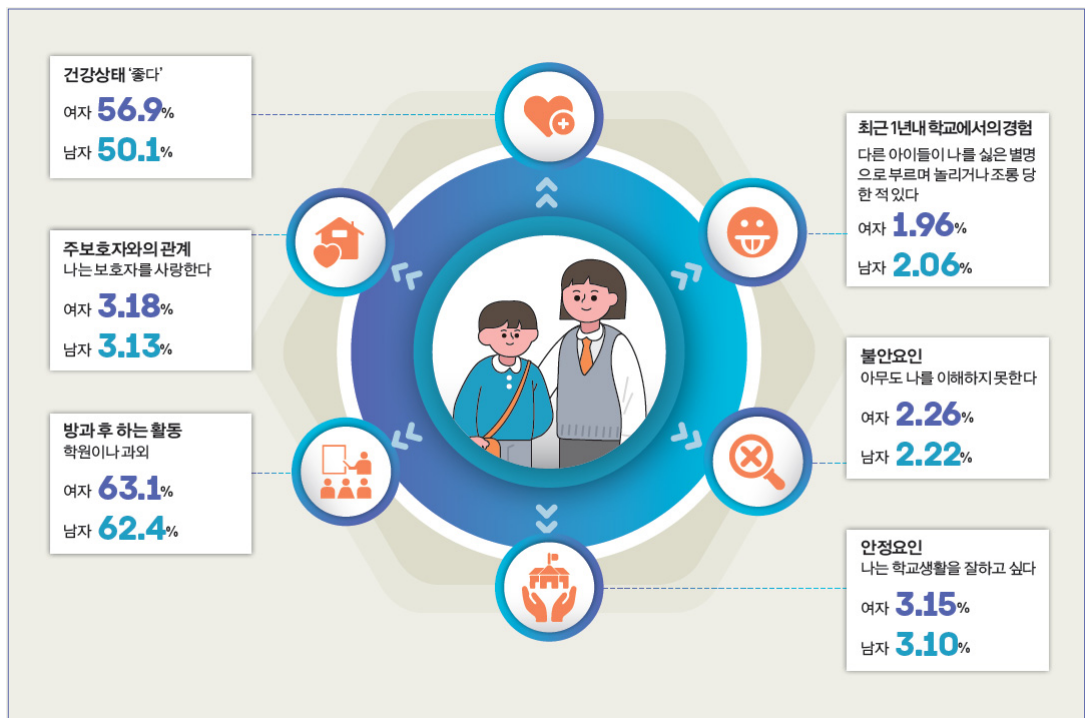 건강상태 ‘좋다’
여자 56.9%
남자 50.1%
주보호자와의 관계
나는 보호자를 사랑한다
여자 3.18%
남자 3.13%
방과 후 하는 활동
학원이나 과외
여자 63.1%
남자 62.4%
최근 1년내 학교에서의 경험
다른 아이들이 나를 싫은 별명
으로 부르며 놀리거나 조롱 당
한 적 있다
여자 1.96%
남자 2.06%
불안요인
아무도 나를 이해하지 못한다
여자 2.26%
남자 2.22%
안정요인
나는 학교생활을 잘하고 싶다
여자 3.15%
남자 3.10%